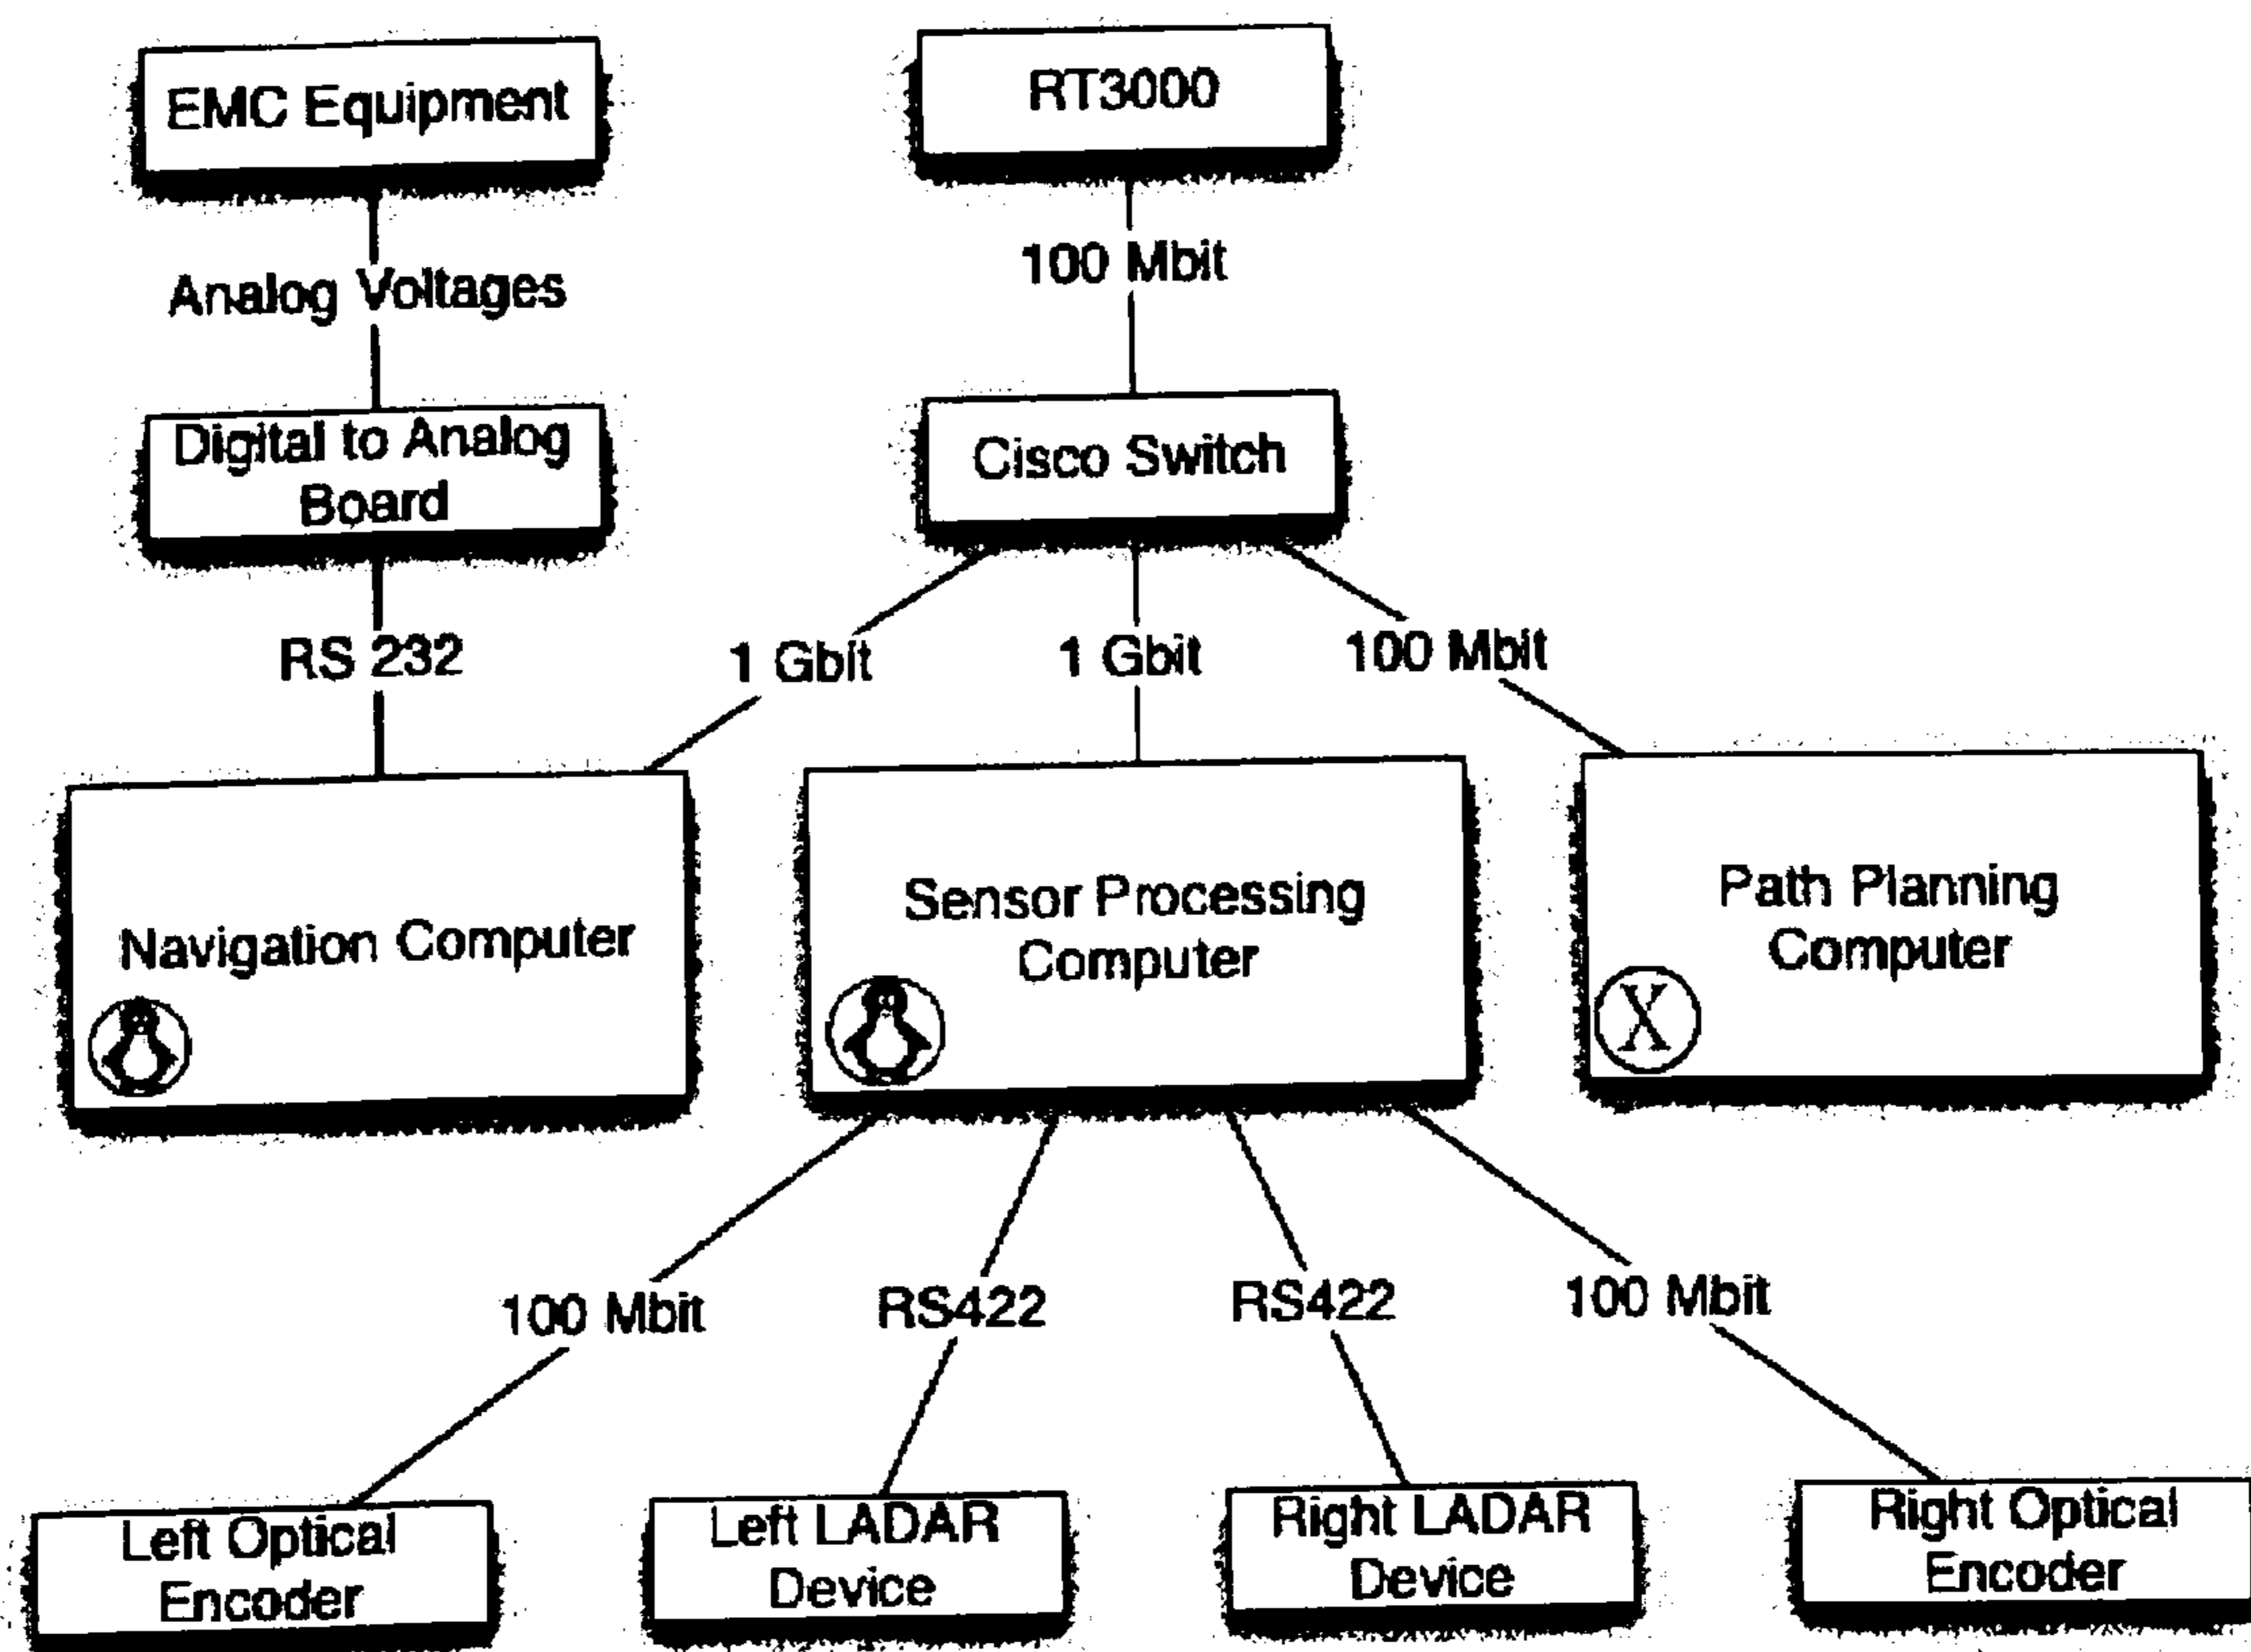 EMC Equipment
RT3000
Analog Voltages
100 Mbit
Digital to Analog
Board
Cisco Switch
RS 232
1 Gbit
1 Gbit
100 Mbit
Navigation Computer
Sensor Processing
Computer
Path Planning
Computer
X
100 Mbit
RS422
RS422
100 Mbit
Left Optical
Encoder
Left LADAR
Device
Right LADAR
Device
Right Optical
Encoder